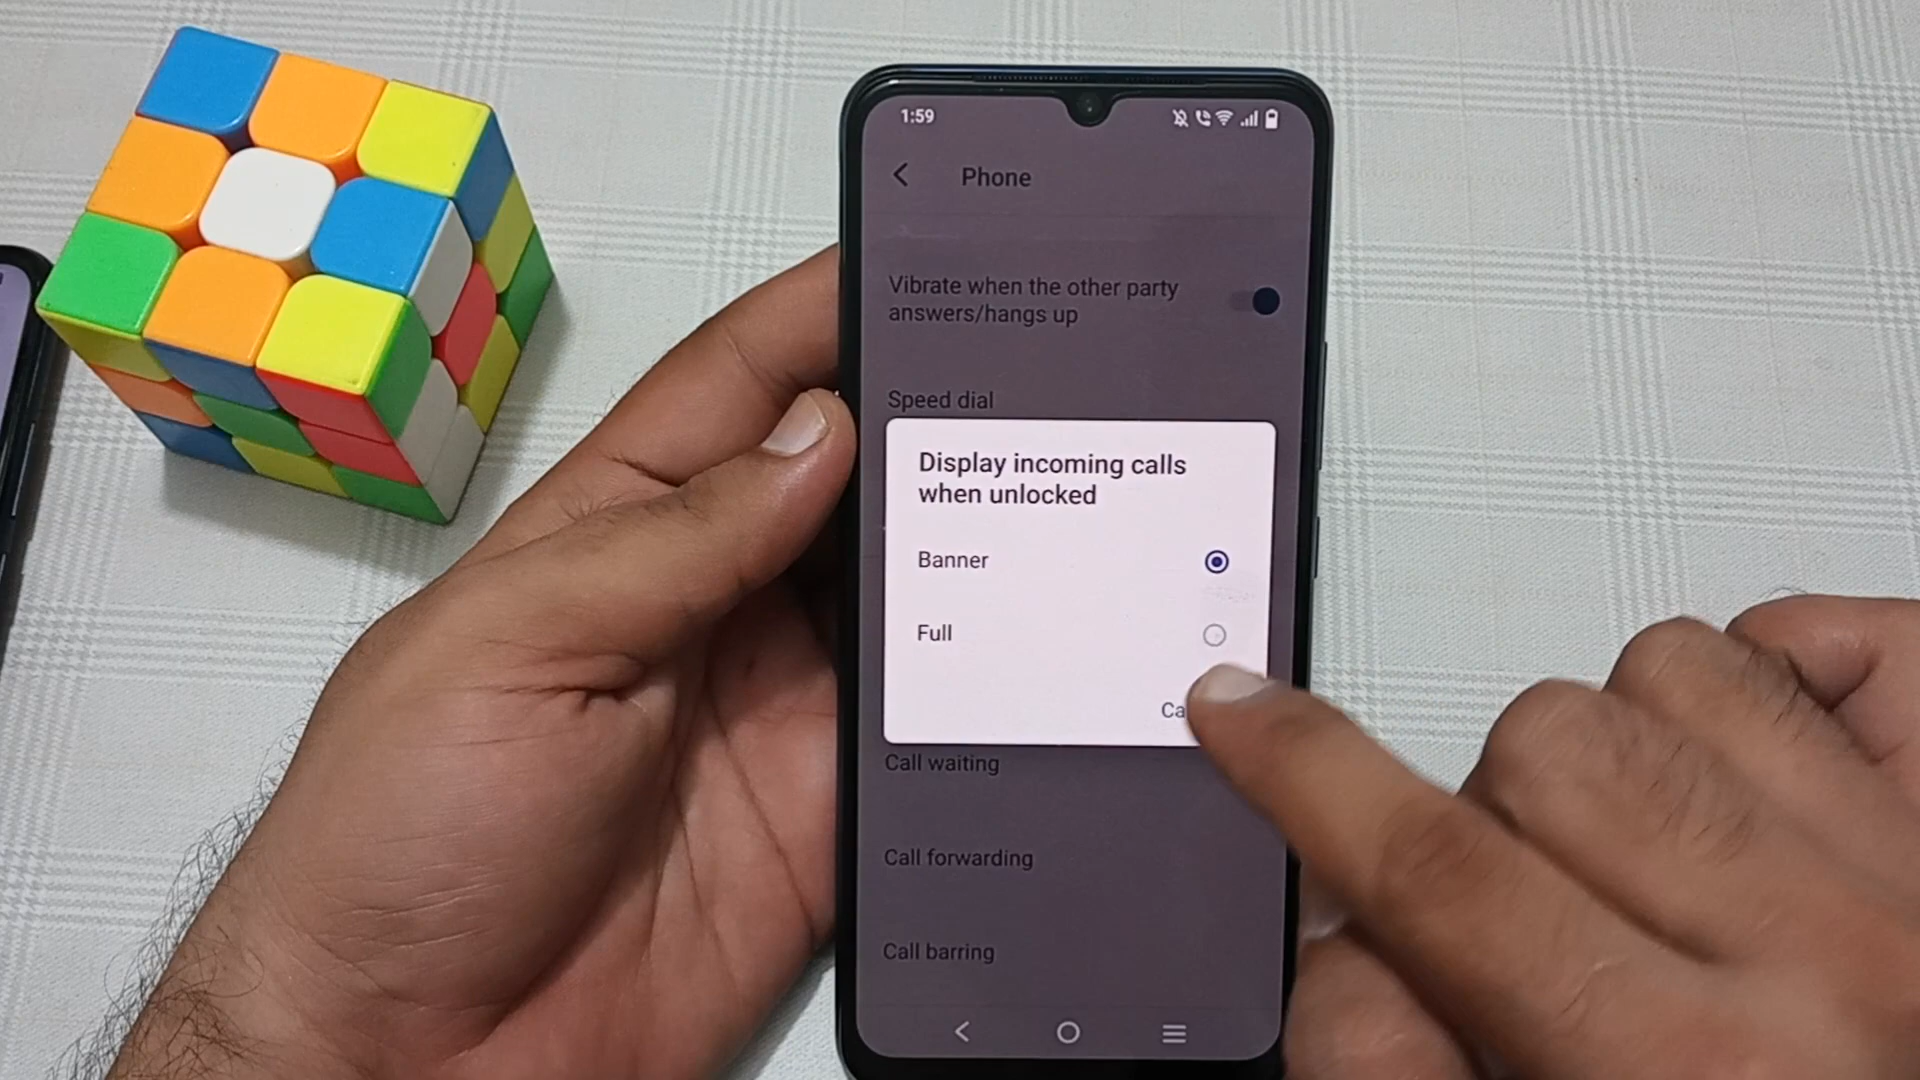 1:59
Phone
Vibrate when the other party
answers/hangs up
Speed dial
Display incoming calls
when unlocked
Banner
Full
Call waiting
Call forwarding
Call barring